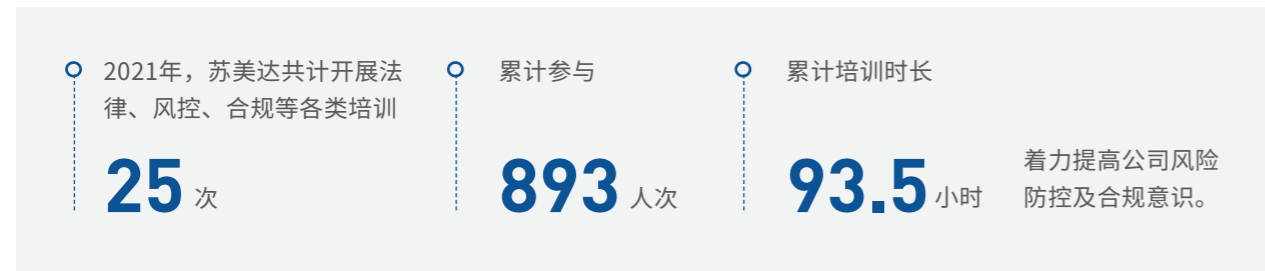 2021年，苏美达共计开展法
律、风控、合规等各类培训
25 次
累计参与
893 人次
累计培训时长
93.5 小时
着力提高公司风险
防控及合规意识。